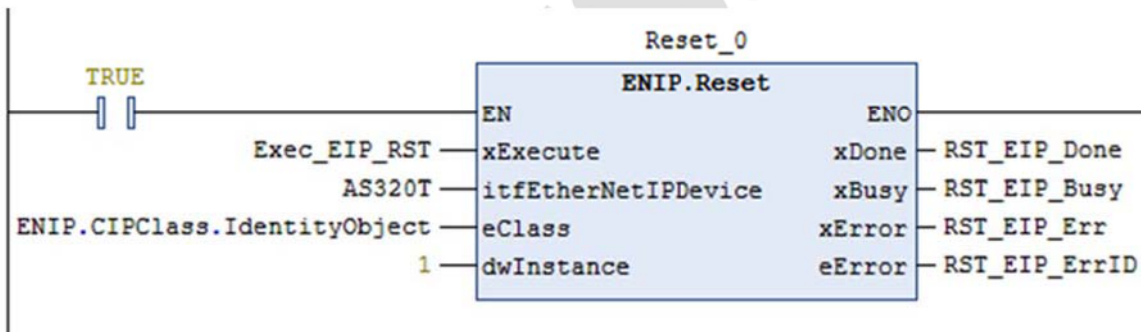 Reset_0
TRUE
ENIP.Reset
EN ENO
Exec_EIP_RST xExecute xDone RST_EIP_Done
AS320T itfEtherNetIPDevice xBusy RST_EIP_Busy
ENIP.CIPClass.IdentityObject eClass xError RST_EIP_Err
1 dwInstance eError RST_EIP_ErrID